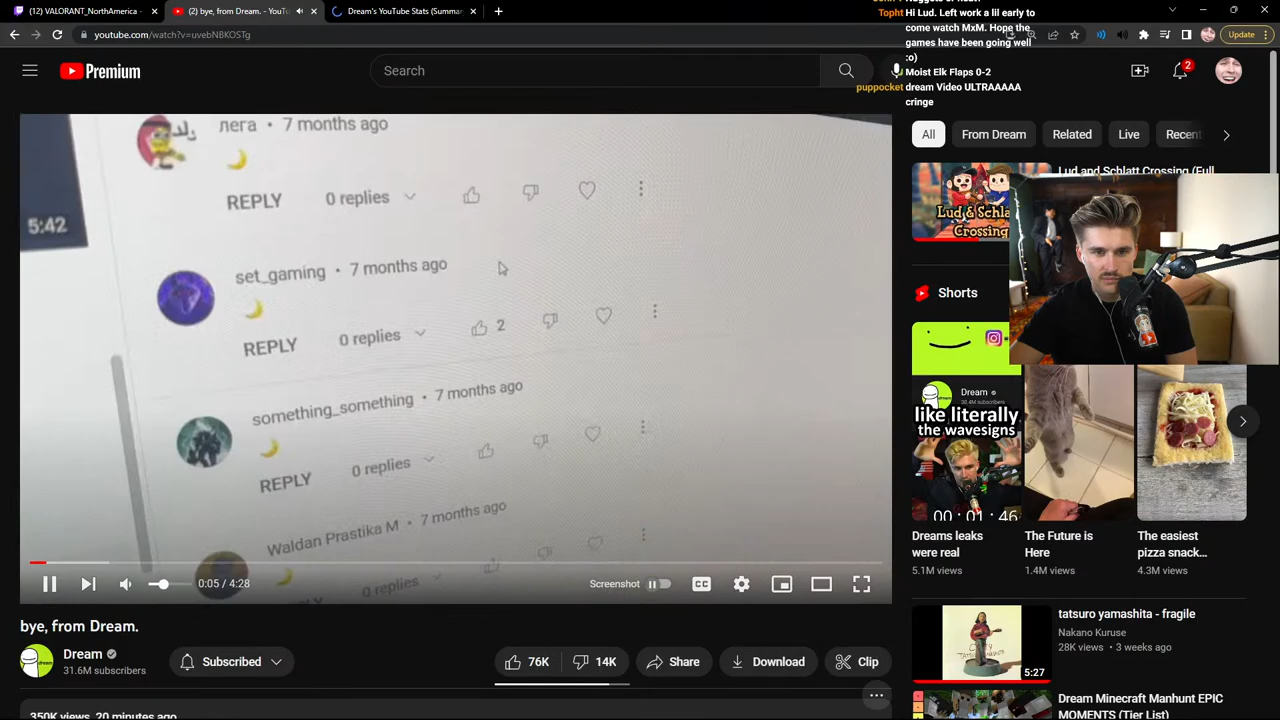 (12) VALORANT_NorthAmerica -
(2) bye, from Dream. - YouT
Dream's YouTube Stats (Summar
youtube.com/watch?v=uvebNBKOSTg
Update
Topht Hi Lud. Left work a lil early to
come watch MxM. Hope the
games have been going well
:o)
Moist Elk Flaps 0-2
puppocket dream Video ULTRAAAAA
cringe
Premium
Search
2
All
From Dream
Related
Live
Recent
лега • 7 months ago
REPLY
0 replies
5:42
set_gaming • 7 months ago
REPLY
0 replies
2
something_something • 7 months ago
REPLY
0 replies
Waldan Prastika M • 7 months ago
0 replies
0:05 / 4:28
Screenshot
CC
bye, from Dream.
Dream
31.6M subscribers
Subscribed
76K
14K
Share
Download
Clip
350K views 20 minutes ago
Lud and Schlatt Crossing (Full
Lud & Schlatt
Crossing
Shorts
Dream
like literally
the wavesigns
00:01:46
Dreams leaks
were real
5.1M views
The Future is
Here
1.4M views
The easiest
pizza snack...
4.3M views
tatsuro yamashita - fragile
Nakano Kuruse
28K views • 3 weeks ago
5:27
Dream Minecraft Manhunt EPIC
MOMENTS (Tier List)